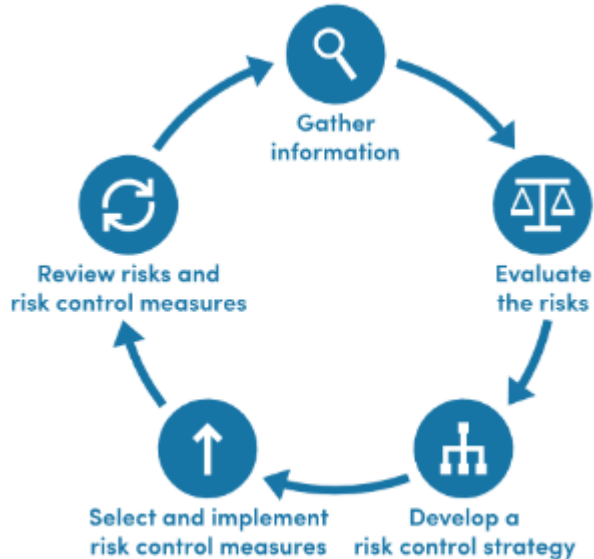 Gather
information
Evaluate
the risks
Develop a
risk control strategy
Select and implement
risk control measures
Review risks and
risk control measures